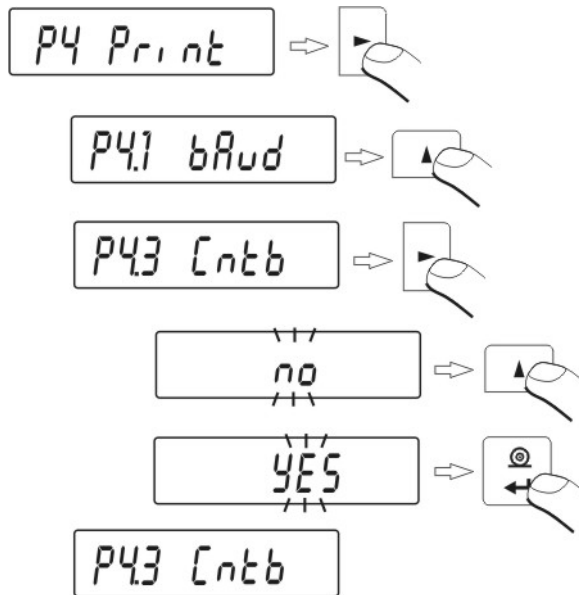 P4 Print
P4.1 bAud
P4.3 Cntb
no
YES
P4.3 Cntb